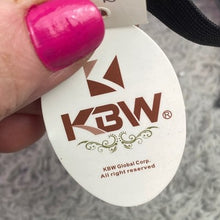 KBW®
KBW Global Corp.
All right reserved